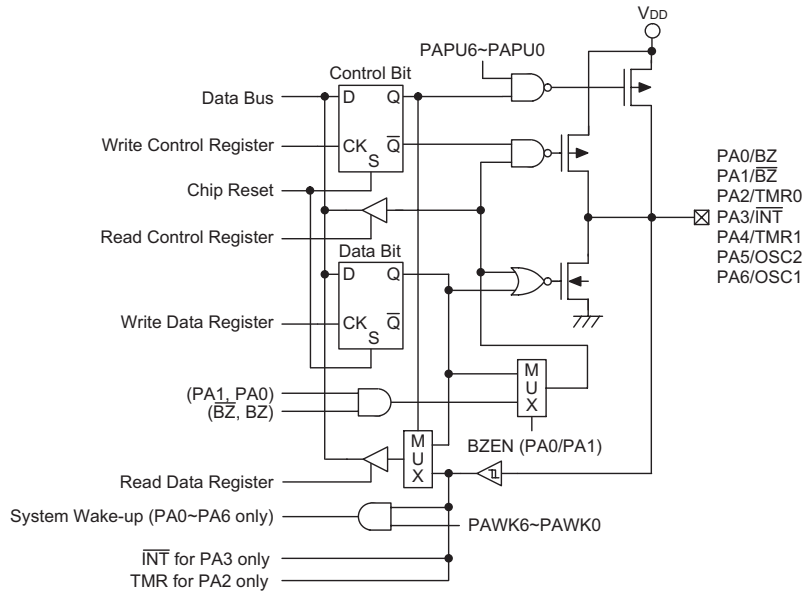 VDD
PAPU6~PAPU0
Control Bit
Data Bus
D
Q
Write Control Register
CK
Q̅
S
Chip Reset
Read Control Register
Data Bit
D
Q
Write Data Register
CK
Q̅
S
PA0/BZ
PA1/B̅Z̅
PA2/TMR0
PA3/I̅N̅T̅
PA4/TMR1
PA5/OSC2
PA6/OSC1
MUX
(PA1, PA0)
(B̅Z̅, BZ)
BZEN (PA0/PA1)
MUX
Read Data Register
System Wake-up (PA0~PA6 only)
PAWK6~PAWK0
I̅N̅T̅ for PA3 only
TMR for PA2 only